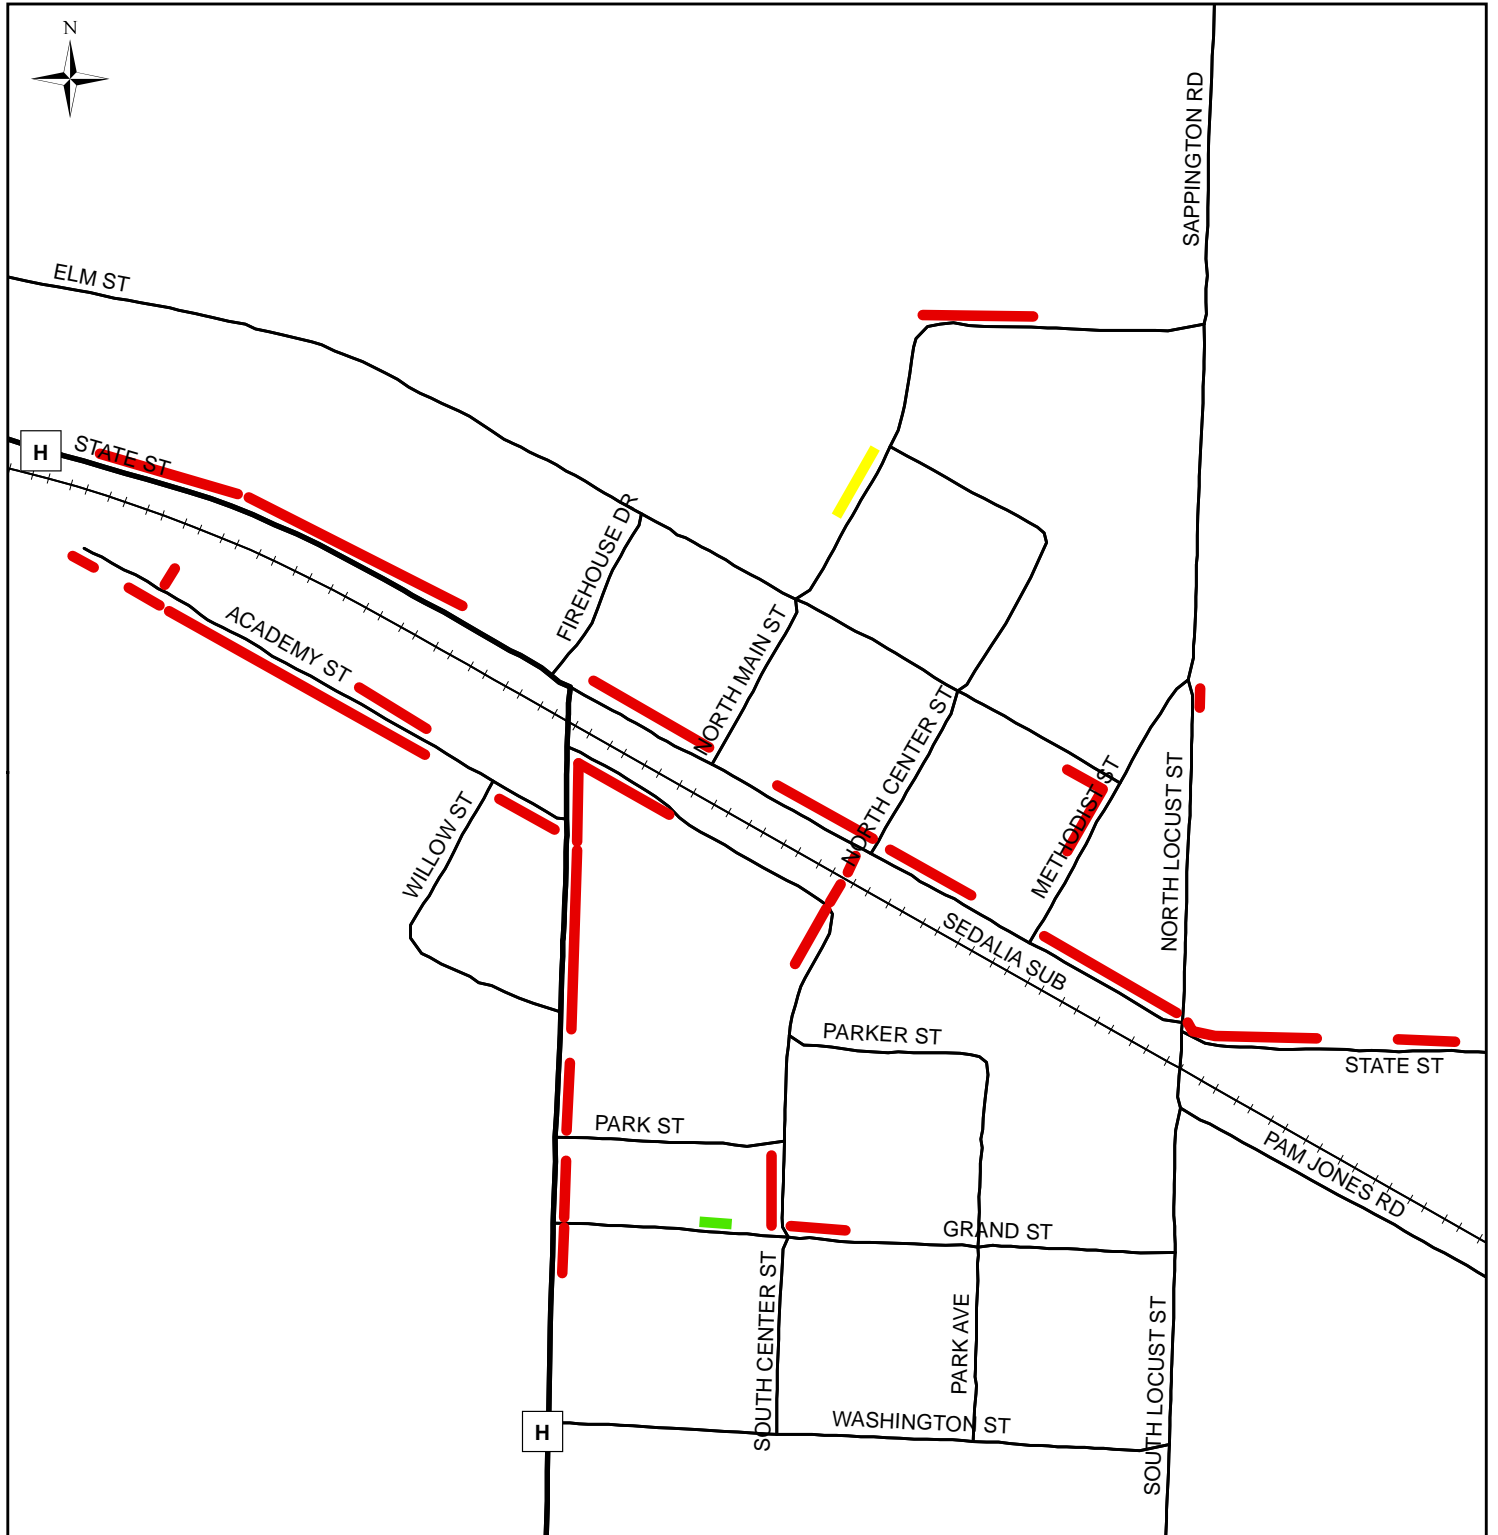 N
SAPPINGTON RD
ELM ST
H
STATE ST
FIREHOUSE DR
ACADEMY ST
NORTH MAIN ST
NORTH CENTER ST
METHODIST ST
NORTH LOCUST ST
WILLOW ST
SEDALIA SUB
PARKER ST
STATE ST
PARK ST
PAM JONES RD
GRAND ST
SOUTH CENTER ST
PARK AVE
SOUTH LOCUST ST
WASHINGTON ST
H